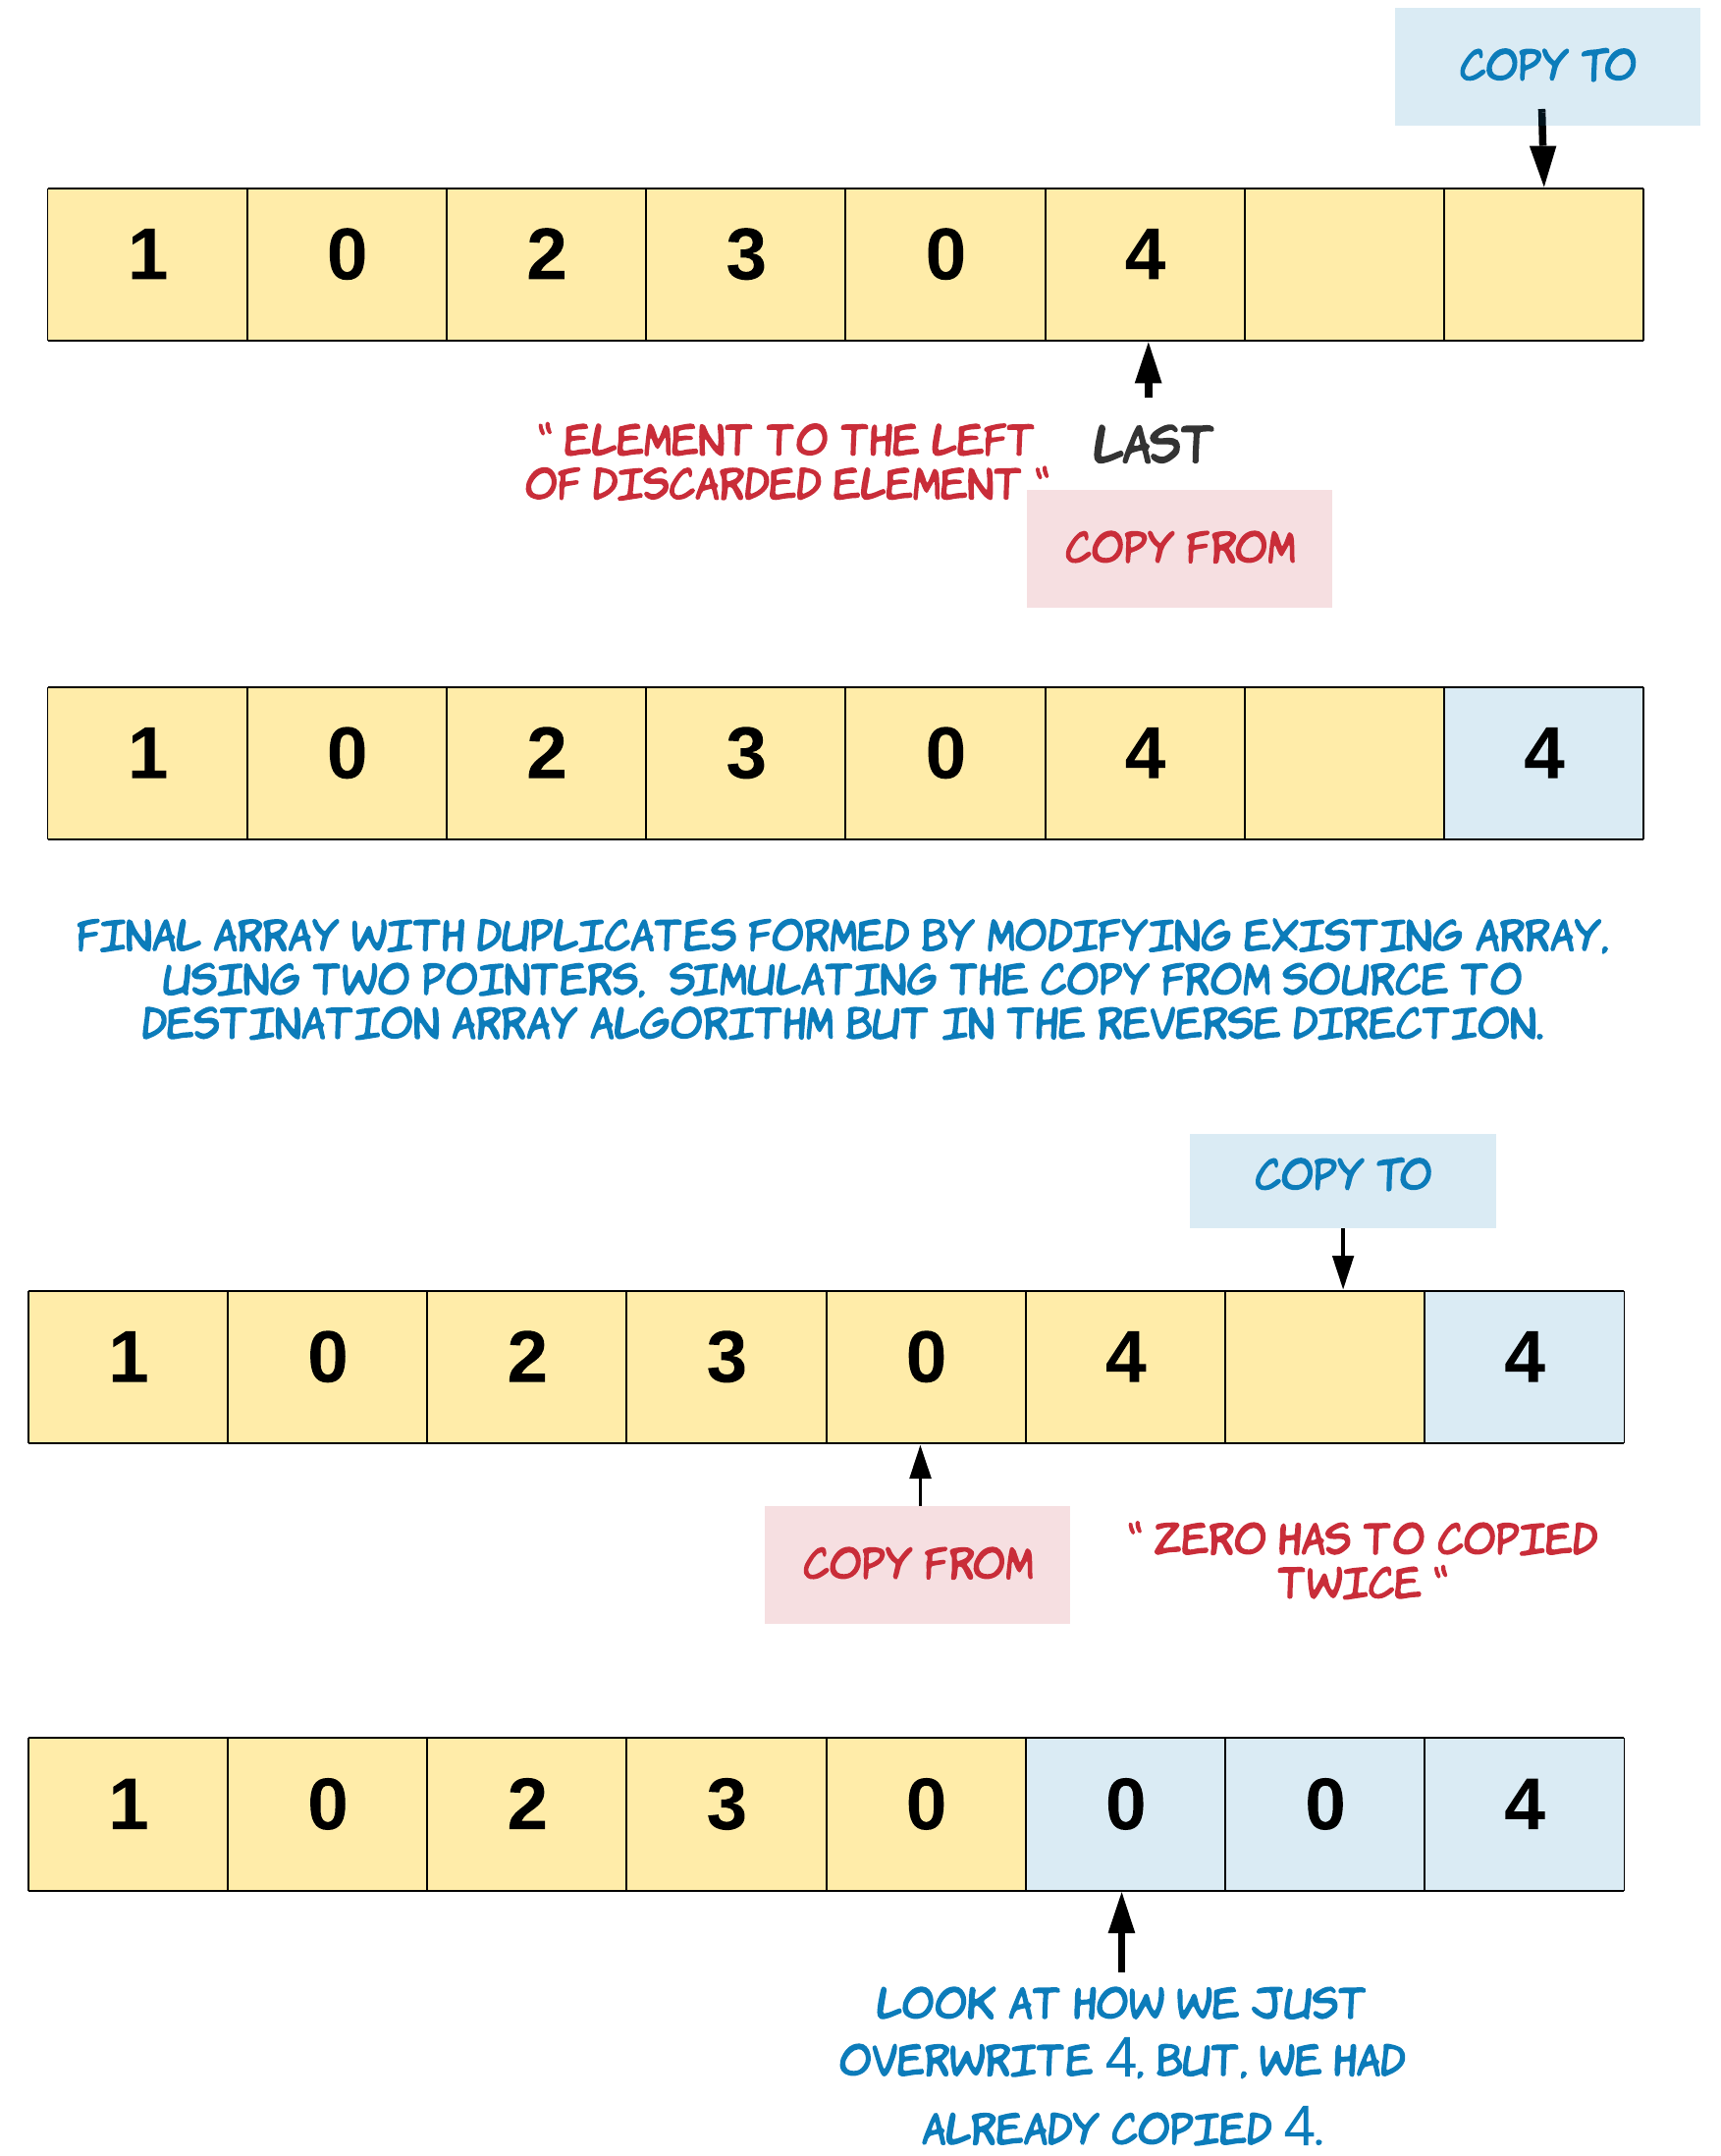 COPY TO
1 0 2 3 0 4
" ELEMENT TO THE LEFT
OF DISCARDED ELEMENT "
LAST
COPY FROM
1 0 2 3 0 4 4
FINAL ARRAY WITH DUPLICATES FORMED BY MODIFYING EXISTING ARRAY,
USING TWO POINTERS, SIMULATING THE COPY FROM SOURCE TO
DESTINATION ARRAY ALGORITHM BUT IN THE REVERSE DIRECTION.
COPY TO
1 0 2 3 0 4 4
COPY FROM
" ZERO HAS TO COPIED
TWICE "
1 0 2 3 0 0 0 4
LOOK AT HOW WE JUST
OVERWRITE 4, BUT, WE HAD
ALREADY COPIED 4.